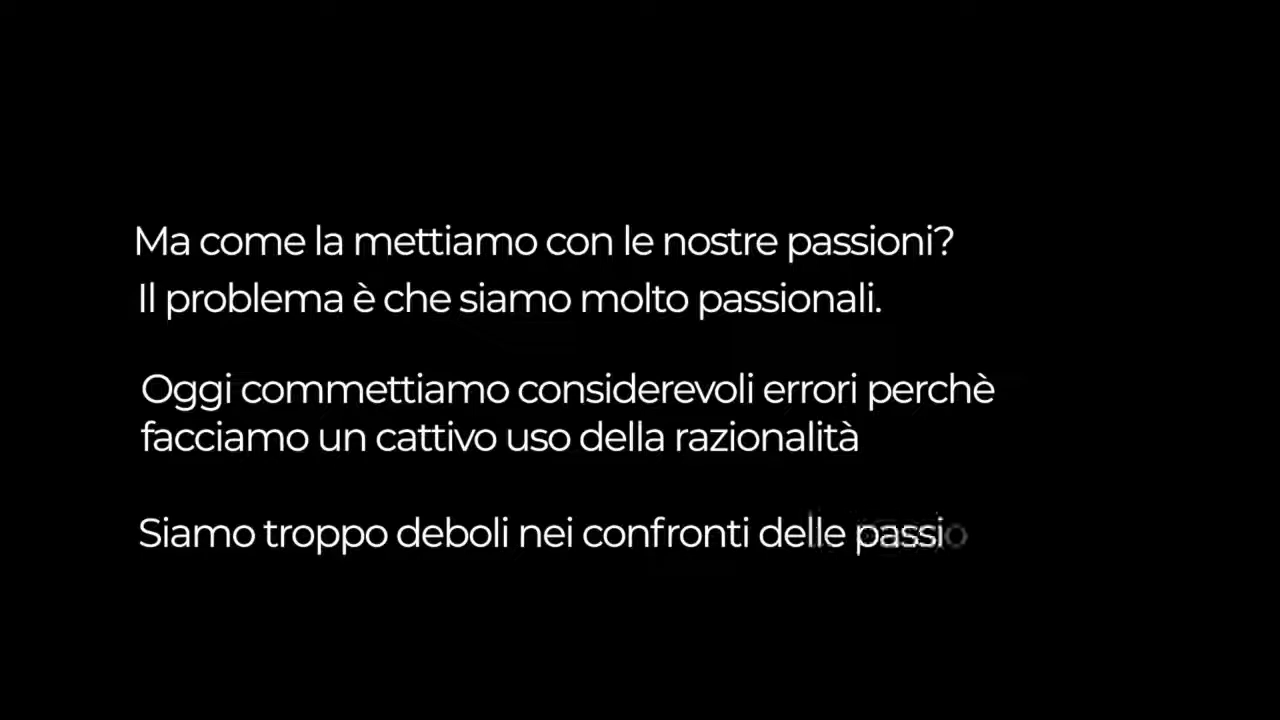 Ma come la mettiamo con le nostre passioni?
Il problema è che siamo molto passionali.
Oggi commettiamo considerevoli errori perchè
facciamo un cattivo uso della razionalità
Siamo troppo deboli nei confronti delle passio